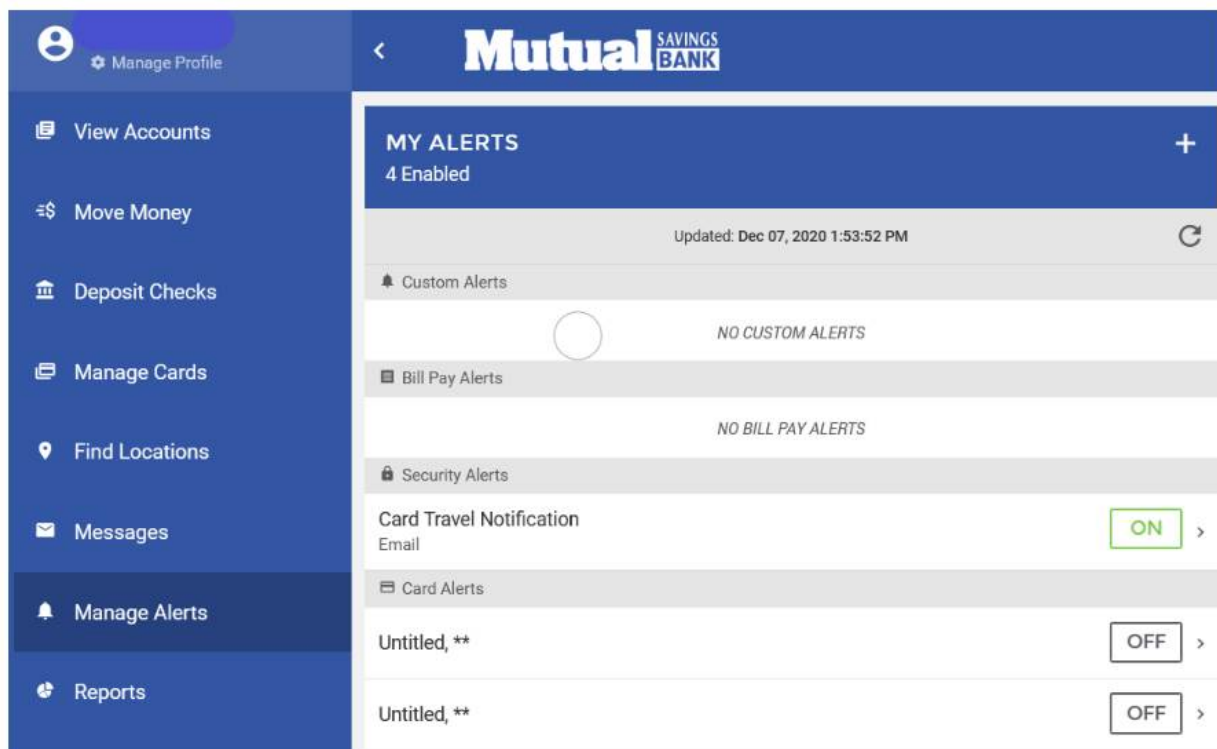 Manage Profile
Mutual SAVINGS BANK
View Accounts
Move Money
Deposit Checks
Manage Cards
Find Locations
Messages
Manage Alerts
Reports
MY ALERTS
4 Enabled
Updated: Dec 07, 2020 1:53:52 PM
Custom Alerts
NO CUSTOM ALERTS
Bill Pay Alerts
NO BILL PAY ALERTS
Security Alerts
Card Travel Notification
ON
Email
Card Alerts
Untitled, **
OFF
Untitled, **
OFF